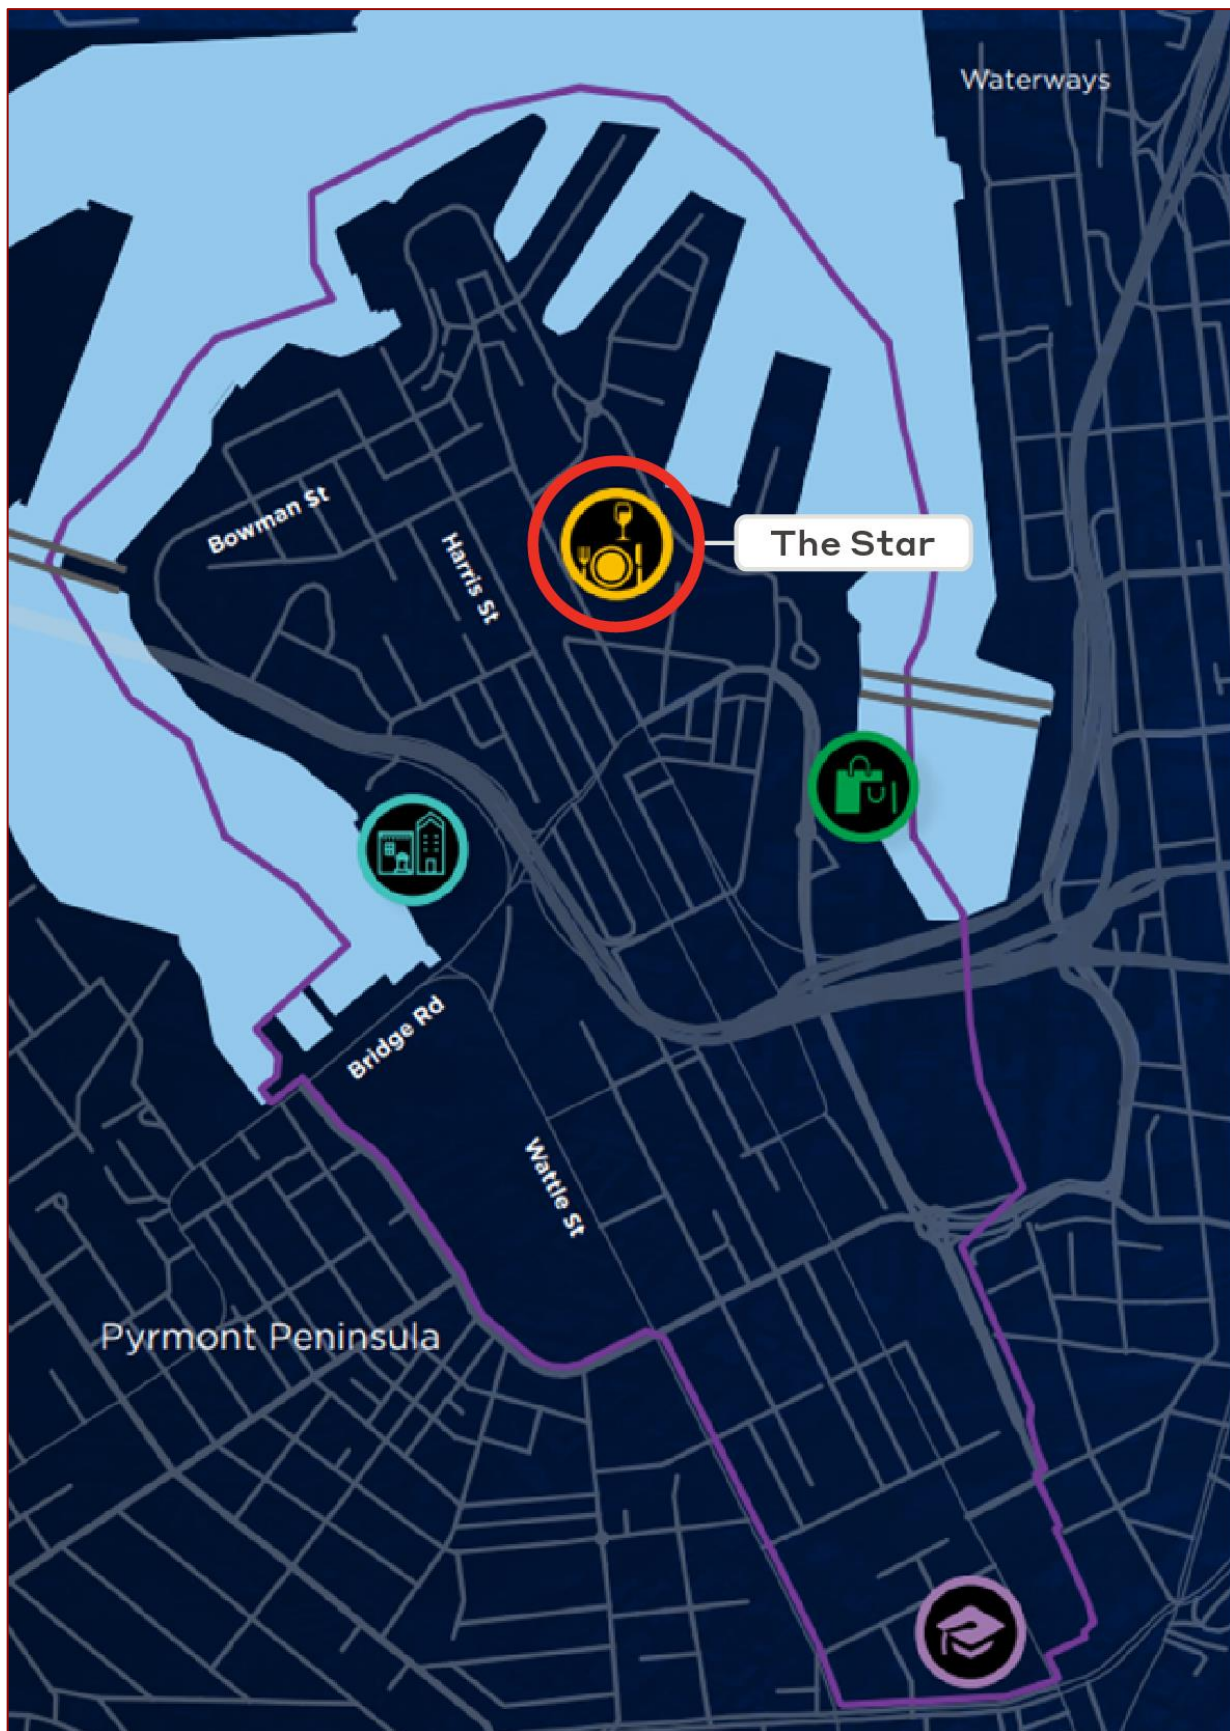 Waterways
Bowman St
Harris St
The Star
Bridge Rd
Wattle St
Pyrmont Peninsula